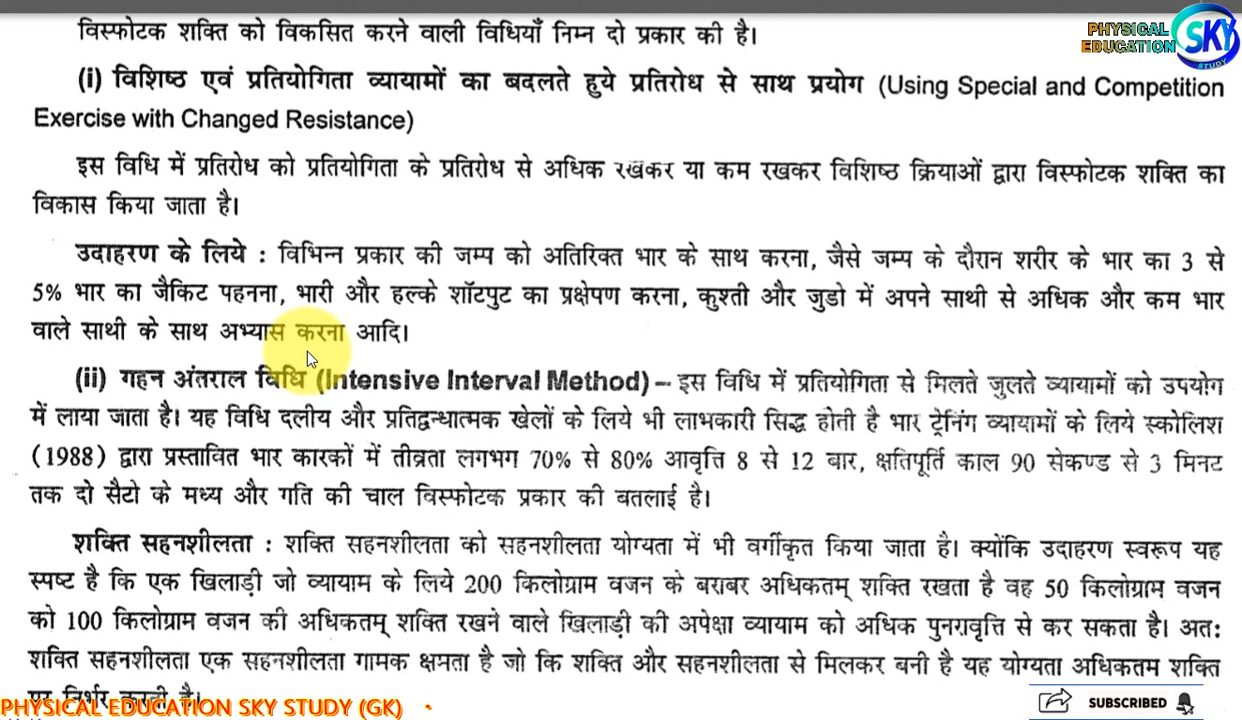 विस्फोटक शक्ति को विकसित करने वाली विधियाँ निम्न दो प्रकार की है।
PHYSICAL
EDUCATION
SKY
STUDY
(i) विशिष्ठ एवं प्रतियोगिता व्यायामों का बदलते हुये प्रतिरोध से साथ प्रयोग (Using Special and Competition
Exercise with Changed Resistance)
इस विधि में प्रतिरोध को प्रतियोगिता के प्रतिरोध से अधिक रखकर या कम रखकर विशिष्ठ क्रियाओं द्वारा विस्फोटक शक्ति का
विकास किया जाता है।
उदाहरण के लिये : विभिन्न प्रकार की जम्प को अतिरिक्त भार के साथ करना, जैसे जम्प के दौरान शरीर के भार का 3 से
5% भार का जैकिट पहनना, भारी और हल्के शॉटपुट का प्रक्षेपण करना, कुश्ती और जुडो में अपने साथी से अधिक और कम भार
वाले साथी के साथ अभ्यास करना आदि।
(ii) गहन अंतराल विधि (Intensive Interval Method) – इस विधि में प्रतियोगिता से मिलते जुलते व्यायामों को उपयोग
में लाया जाता है। यह विधि दलीय और प्रतिद्वन्धात्मक खेलों के लिये भी लाभकारी सिद्ध होती है भार ट्रेनिंग व्यायामों के लिये स्कोलिश
(1988) द्वारा प्रस्तावित भार कारकों में तीव्रता लगभग 70% से 80% आवृत्ति 8 से 12 बार, क्षतिपूर्ति काल 90 सेकण्ड से 3 मिनट
तक दो सैटो के मध्य और गति की चाल विस्फोटक प्रकार की बतलाई है।
शक्ति सहनशीलता : शक्ति सहनशीलता को सहनशीलता योग्यता में भी वर्गीकृत किया जाता है। क्योंकि उदाहरण स्वरूप यह
स्पष्ट है कि एक खिलाड़ी जो व्यायाम के लिये 200 किलोग्राम वजन के बराबर अधिकतम् शक्ति रखता है वह 50 किलोग्राम वजन
को 100 किलोग्राम वजन की अधिकतम् शक्ति रखने वाले खिलाड़ी की अपेक्षा व्यायाम को अधिक पुनरावृत्ति से कर सकता है। अत:
शक्ति सहनशीलता एक सहनशीलता गामक क्षमता है जो कि शक्ति और सहनशीलता से मिलकर बनी है यह योग्यता अधिकतम शक्ति
पर निर्भर करती है।
PHYSICAL EDUCATION SKY STUDY (GK)
SUBSCRIBED